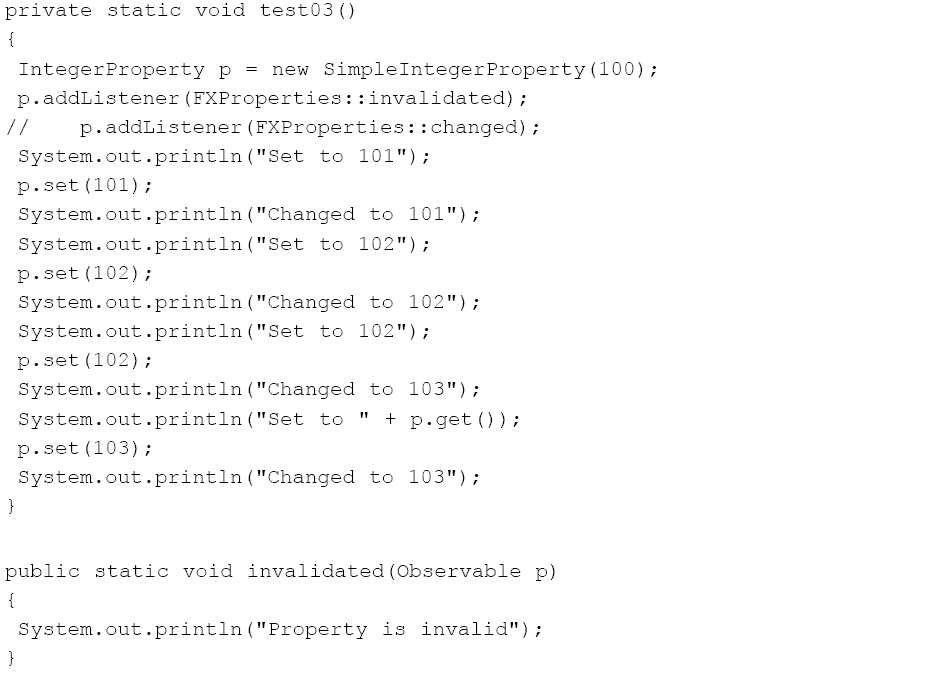 private static void test03()
{
 IntegerProperty p = new SimpleIntegerProperty(100);
 p.addListener(FXProperties::invalidated);
//    p.addListener(FXProperties::changed);
 System.out.println("Set to 101");
 p.set(101);
 System.out.println("Changed to 101");
 System.out.println("Set to 102");
 p.set(102);
 System.out.println("Changed to 102");
 System.out.println("Set to 102");
 p.set(102);
 System.out.println("Changed to 103");
 System.out.println("Set to " + p.get());
 p.set(103);
 System.out.println("Changed to 103");
}

public static void invalidated(Observable p)
{
 System.out.println("Property is invalid");
}